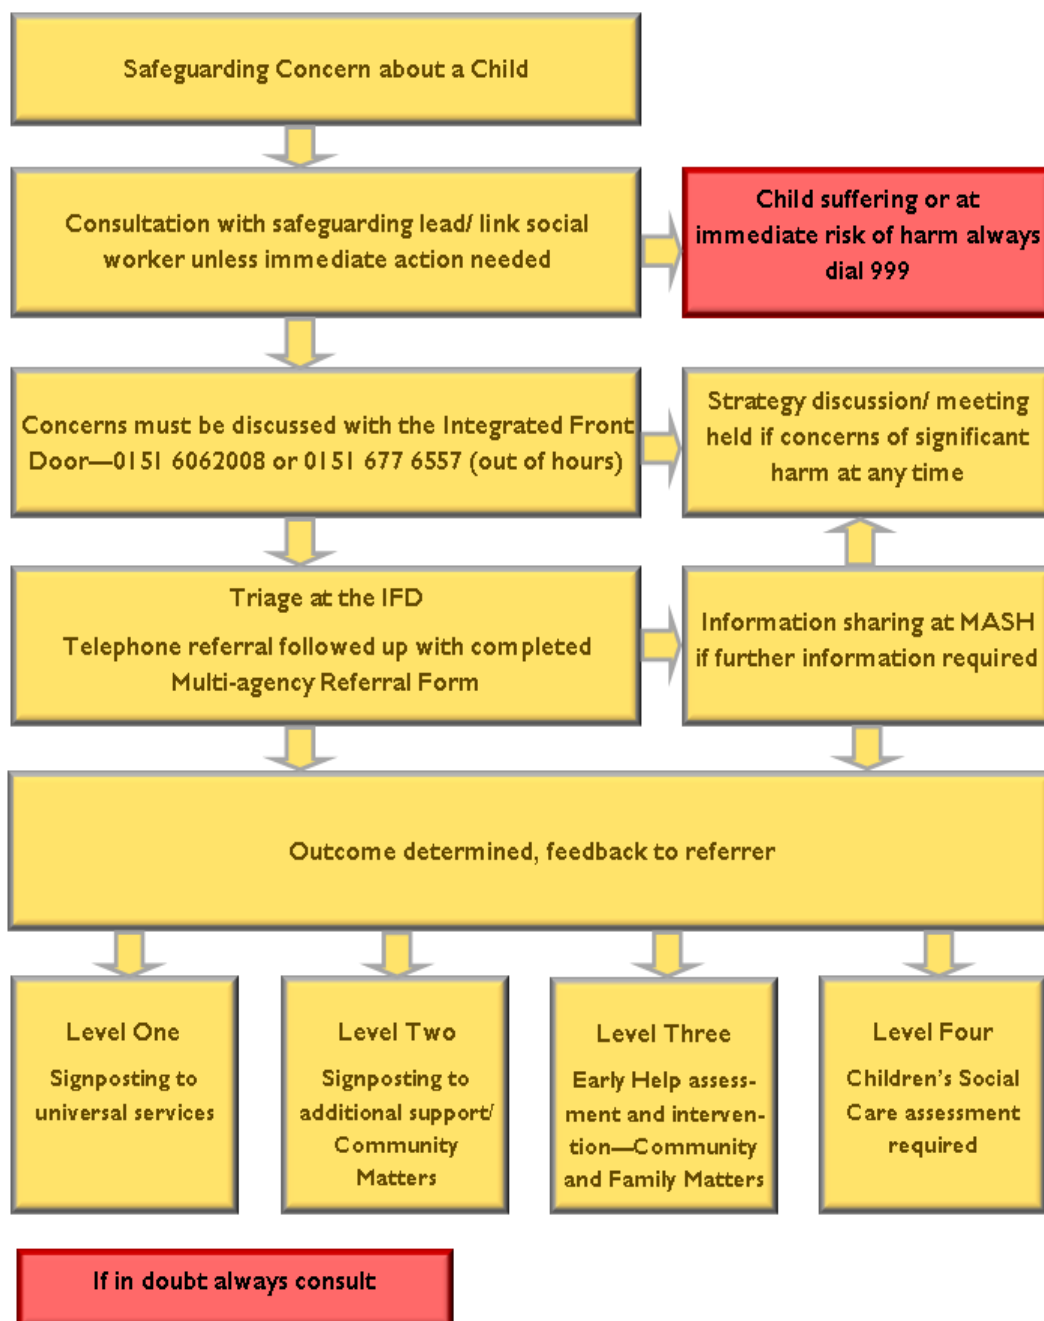 Safeguarding Concern about a Child
Consultation with safeguarding lead/ link social
worker unless immediate action needed
Child suffering or at
immediate risk of harm always
dial 999
Concerns must be discussed with the Integrated Front
Door—0151 6062008 or 0151 677 6557 (out of hours)
Strategy discussion/ meeting
held if concerns of significant
harm at any time
Triage at the IFD
Telephone referral followed up with completed
Multi-agency Referral Form
Information sharing at MASH
if further information required
Outcome determined, feedback to referrer
Level One
Signposting to
universal services
Level Two
Signposting to
additional support/
Community
Matters
Level Three
Early Help assess-
ment and interven-
tion—Community
and Family Matters
Level Four
Children's Social
Care assessment
required
If in doubt always consult